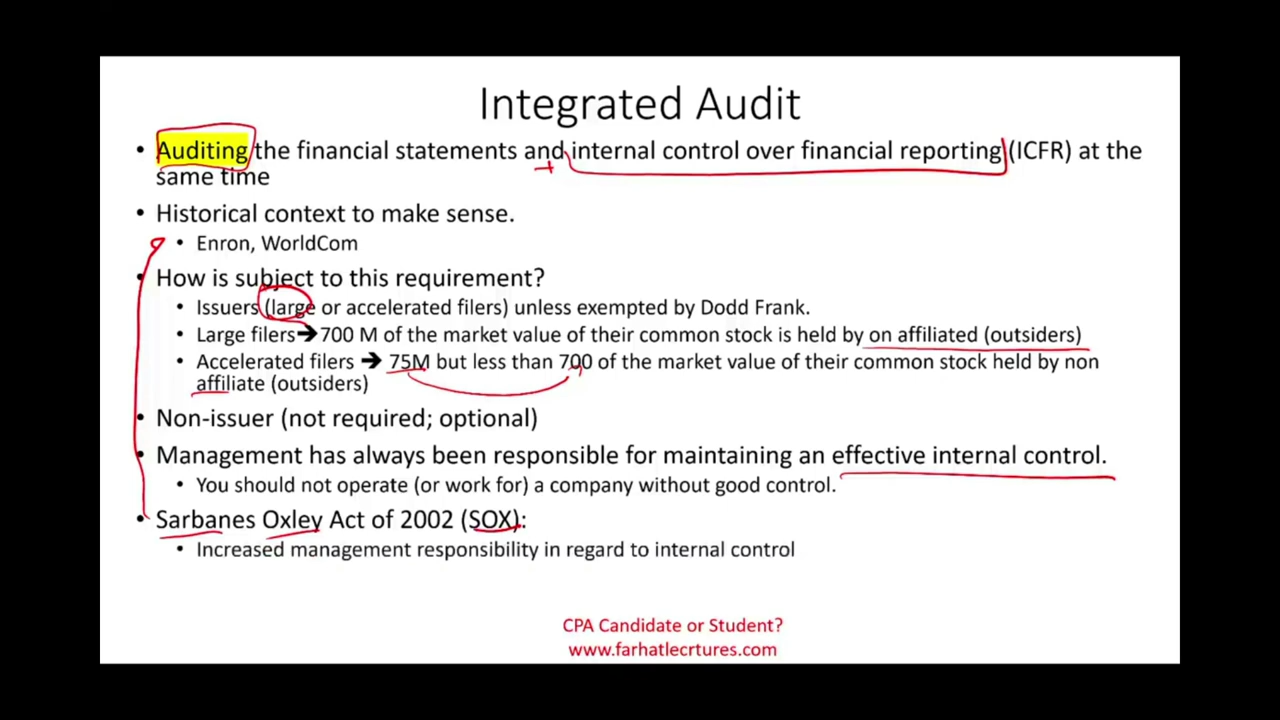 Integrated Audit
• Auditing the financial statements and internal control over financial reporting (ICFR) at the
same time
• Historical context to make sense.
• Enron, WorldCom
• How is subject to this requirement?
• Issuers (large or accelerated filers) unless exempted by Dodd Frank.
• Large filers➔700 M of the market value of their common stock is held by on affiliated (outsiders)
• Accelerated filers ➔ 75M but less than 700 of the market value of their common stock held by non
affiliate (outsiders)
• Non-issuer (not required; optional)
• Management has always been responsible for maintaining an effective internal control.
• You should not operate (or work for) a company without good control.
• Sarbanes Oxley Act of 2002 (SOX):
• Increased management responsibility in regard to internal control
CPA Candidate or Student?
www.farhatlecrtures.com